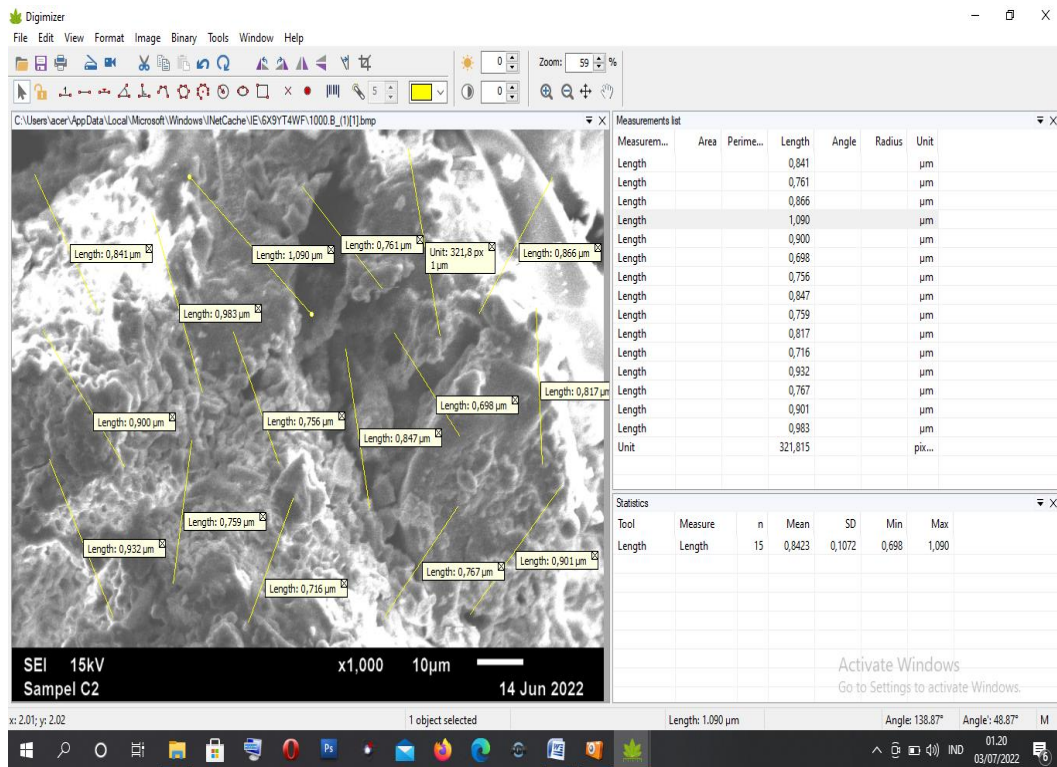 Digimizer
File Edit View Format Image Binary Tools Window Help
0 Zoom: 59 %
5 0
C:\Users\acer\AppData\Local\Microsoft\Windows\INetCache\IE\6X9YT4WF\1000.B_(1)[1].bmp
Length: 0,841 µm
Length: 1,090 µm
Length: 0,761 µm
Unit: 321,8 px
1 µm
Length: 0,866 µm
Length: 0,983 µm
Length: 0,817 µm
Length: 0,698 µm
Length: 0,900 µm
Length: 0,756 µm
Length: 0,847 µm
Length: 0,759 µm
Length: 0,932 µm
Length: 0,901 µm
Length: 0,767 µm
Length: 0,716 µm
SEI 15kV x1,000 10µm
Sampel C2 14 Jun 2022
Measurements list
Measurem... Area Perime... Length Angle Radius Unit
Length 0,841 µm
Length 0,761 µm
Length 0,866 µm
Length 1,090 µm
Length 0,900 µm
Length 0,698 µm
Length 0,756 µm
Length 0,847 µm
Length 0,759 µm
Length 0,817 µm
Length 0,716 µm
Length 0,932 µm
Length 0,767 µm
Length 0,901 µm
Length 0,983 µm
Unit 321,815 pix...
Statistics
Tool Measure n Mean SD Min Max
Length Length 15 0,8423 0,1072 0,698 1,090
Activate Windows
Go to Settings to activate Windows.
x: 2.01; y: 2.02 1 object selected Length: 1.090 µm Angle: 138.87° Angle': 48.87° M
Ps IND 01.20
03/07/2022 6